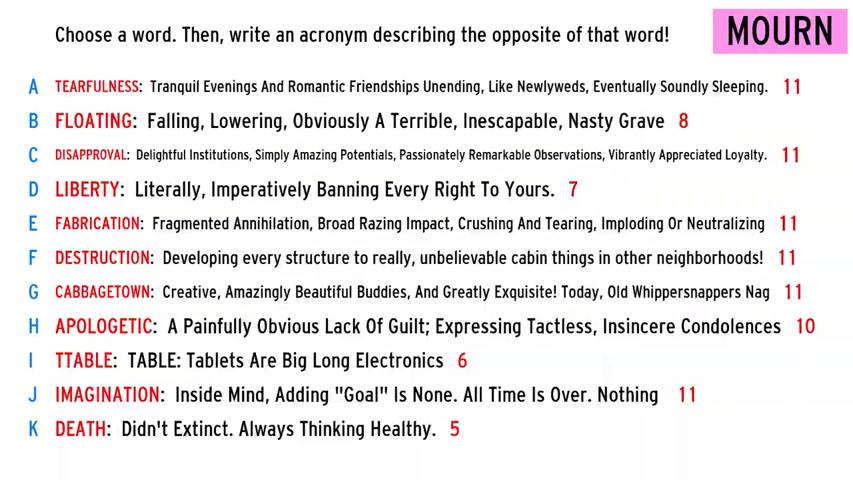 Choose a word. Then, write an acronym describing the opposite of that word!
MOURN
A TEARFULNESS: Tranquil Evenings And Romantic Friendships Unending, Like Newlyweds, Eventually Soundly Sleeping. 11
B FLOATING: Falling, Lowering, Obviously A Terrible, Inescapable, Nasty Grave 8
C DISAPPROVAL: Delightful Institutions, Simply Amazing Potentials, Passionately Remarkable Observations, Vibrantly Appreciated Loyalty. 11
D LIBERTY: Literally, Imperatively Banning Every Right To Yours. 7
E FABRICATION: Fragmented Annihilation, Broad Razing Impact, Crushing And Tearing, Imploding Or Neutralizing 11
F DESTRUCTION: Developing every structure to really, unbelievable cabin things in other neighborhoods! 11
G CABBAGETOWN: Creative, Amazingly Beautiful Buddies, And Greatly Exquisite! Today, Old Whippersnappers Nag 11
H APOLOGETIC: A Painfully Obvious Lack Of Guilt; Expressing Tactless, Insincere Condolences 10
I TTABLE: TABLE: Tablets Are Big Long Electronics 6
J IMAGINATION: Inside Mind, Adding "Goal" Is None. All Time Is Over. Nothing 11
K DEATH: Didn't Extinct. Always Thinking Healthy. 5